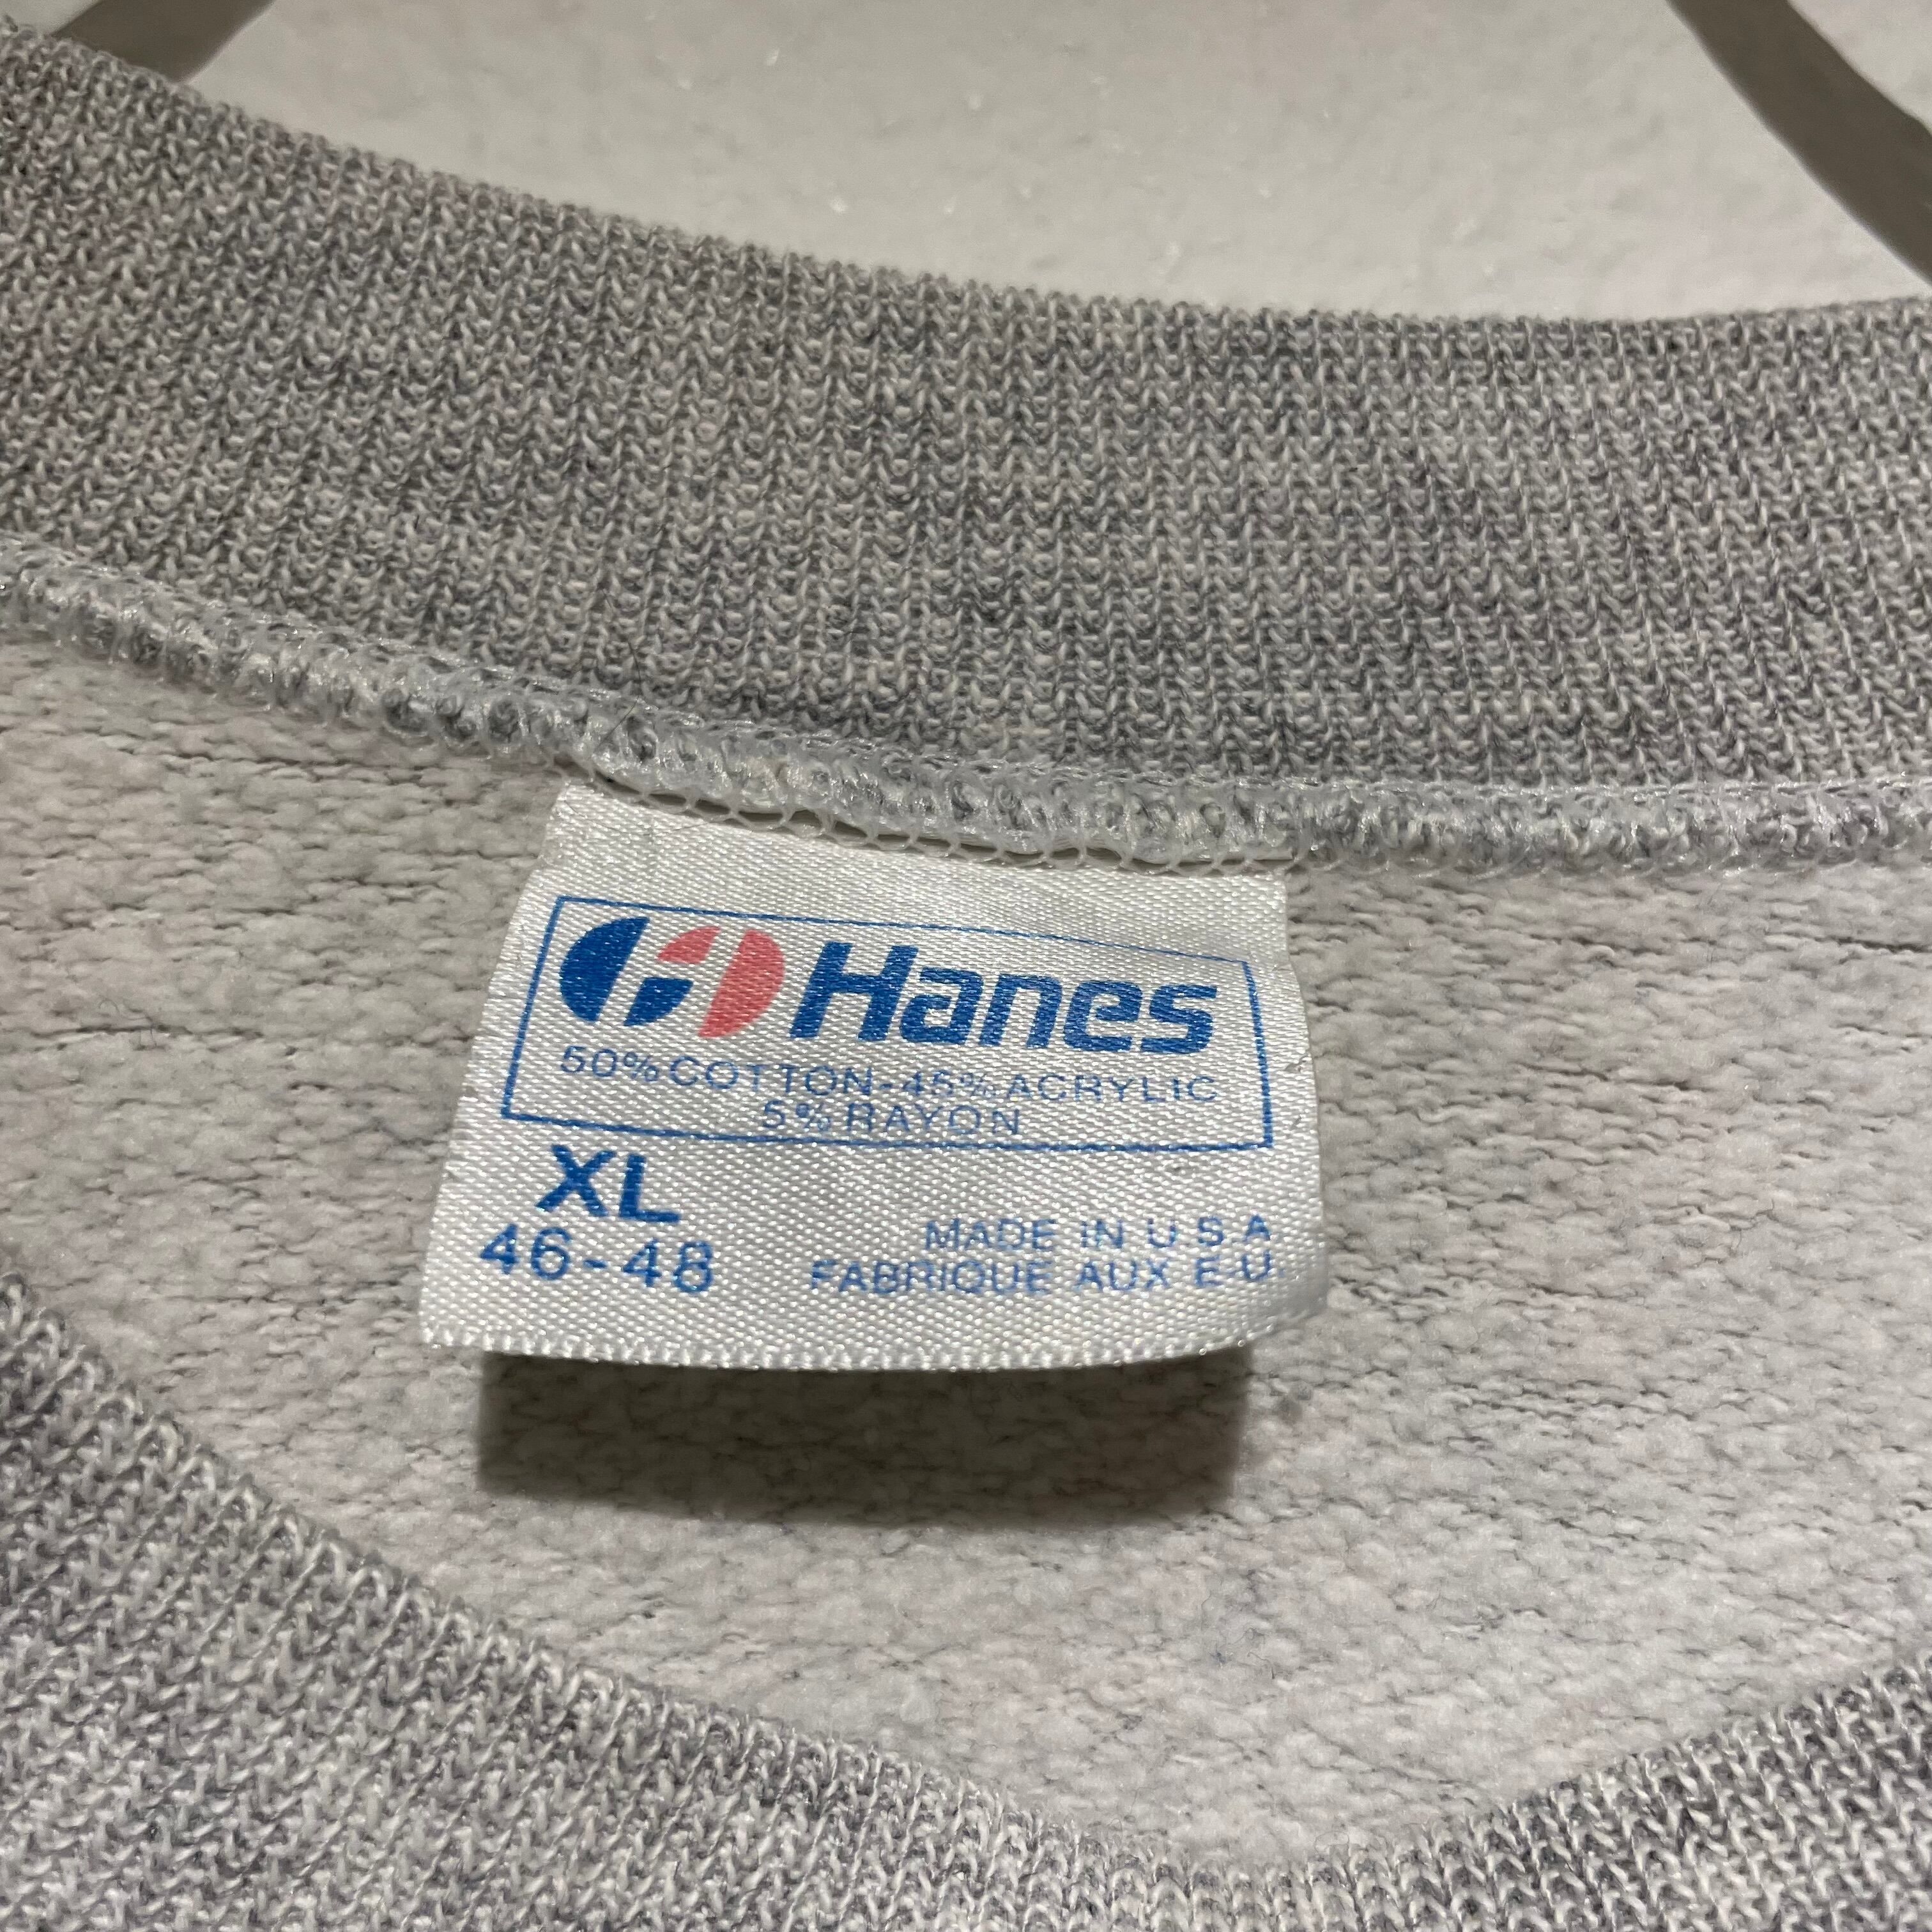 Hanes
50% COTTON-45% ACRYLIC
5% RAYON
XL
46-48
MADE IN U.S.A
FABRIQUE AUX E-U.